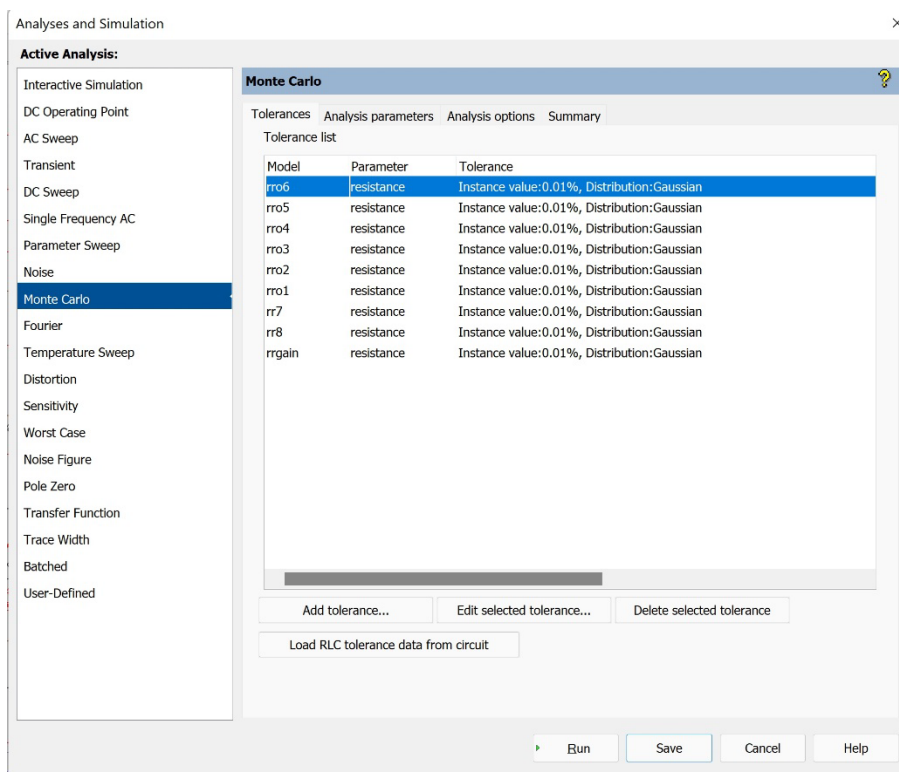 Analyses and Simulation
Active Analysis:
Interactive Simulation
DC Operating Point
AC Sweep
Transient
DC Sweep
Single Frequency AC
Parameter Sweep
Noise
Monte Carlo
Fourier
Temperature Sweep
Distortion
Sensitivity
Worst Case
Noise Figure
Pole Zero
Transfer Function
Trace Width
Batched
User-Defined
Monte Carlo
Tolerances Analysis parameters Analysis options Summary
Tolerance list
Model Parameter Tolerance
rro6 resistance Instance value:0.01%, Distribution:Gaussian
rro5 resistance Instance value:0.01%, Distribution:Gaussian
rro4 resistance Instance value:0.01%, Distribution:Gaussian
rro3 resistance Instance value:0.01%, Distribution:Gaussian
rro2 resistance Instance value:0.01%, Distribution:Gaussian
rro1 resistance Instance value:0.01%, Distribution:Gaussian
rr7 resistance Instance value:0.01%, Distribution:Gaussian
rr8 resistance Instance value:0.01%, Distribution:Gaussian
rrgain resistance Instance value:0.01%, Distribution:Gaussian
Add tolerance... Edit selected tolerance... Delete selected tolerance
Load RLC tolerance data from circuit
Run Save Cancel Help